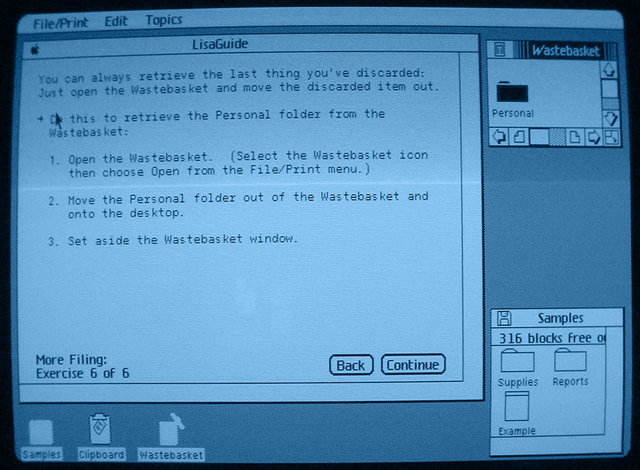 File/Print Edit Topics
LisaGuide
You can always retrieve the last thing you've discarded:
Just open the Wastebasket and move the discarded item out.
→ this to retrieve the Personal folder from the
Wastebasket:
1. Open the Wastebasket. (Select the Wastebasket icon
then choose Open from the File/Print menu.)
2. Move the Personal folder out of the Wastebasket and
onto the desktop.
3. Set aside the Wastebasket window.
More Filing:
Exercise 6 of 6
Back Continue
Wastebasket
Personal
Samples
316 blocks free o
Supplies Reports
Example
Samples Clipboard Wastebasket